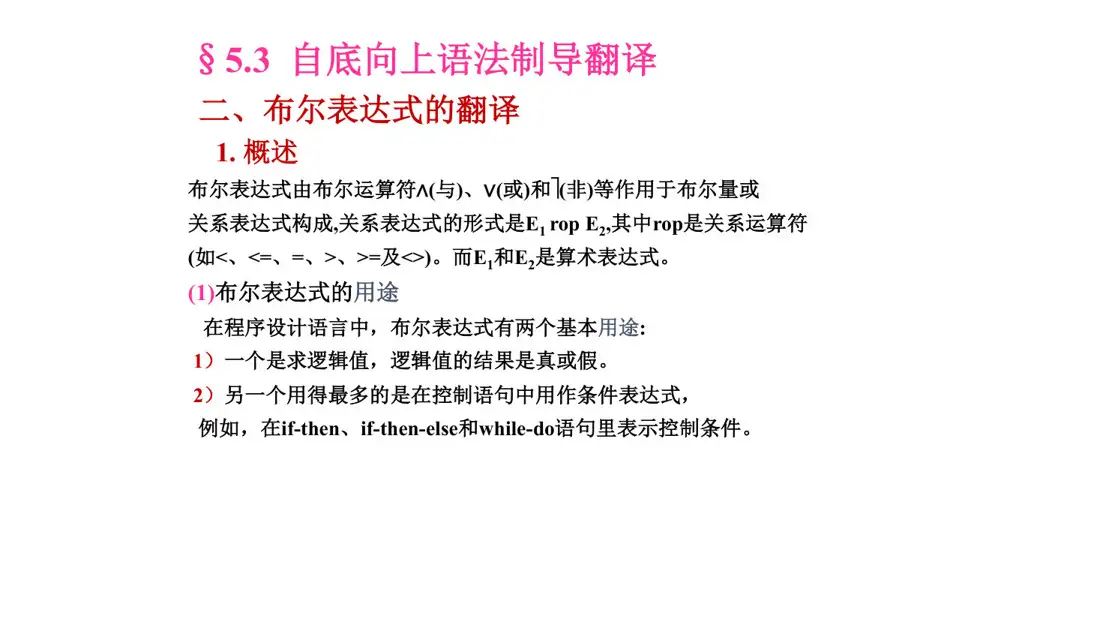 §5.3 自底向上语法制导翻译
二、布尔表达式的翻译
1. 概述
布尔表达式由布尔运算符∧(与)、∨(或)和┐(非)等作用于布尔量或
关系表达式构成,关系表达式的形式是E1 rop E2,其中rop是关系运算符
(如<、<=、=、>、>=及<>)。而E1和E2是算术表达式。
(1)布尔表达式的用途
在程序设计语言中，布尔表达式有两个基本用途:
1）一个是求逻辑值，逻辑值的结果是真或假。
2）另一个用得最多的是在控制语句中用作条件表达式，
例如，在if-then、if-then-else和while-do语句里表示控制条件。